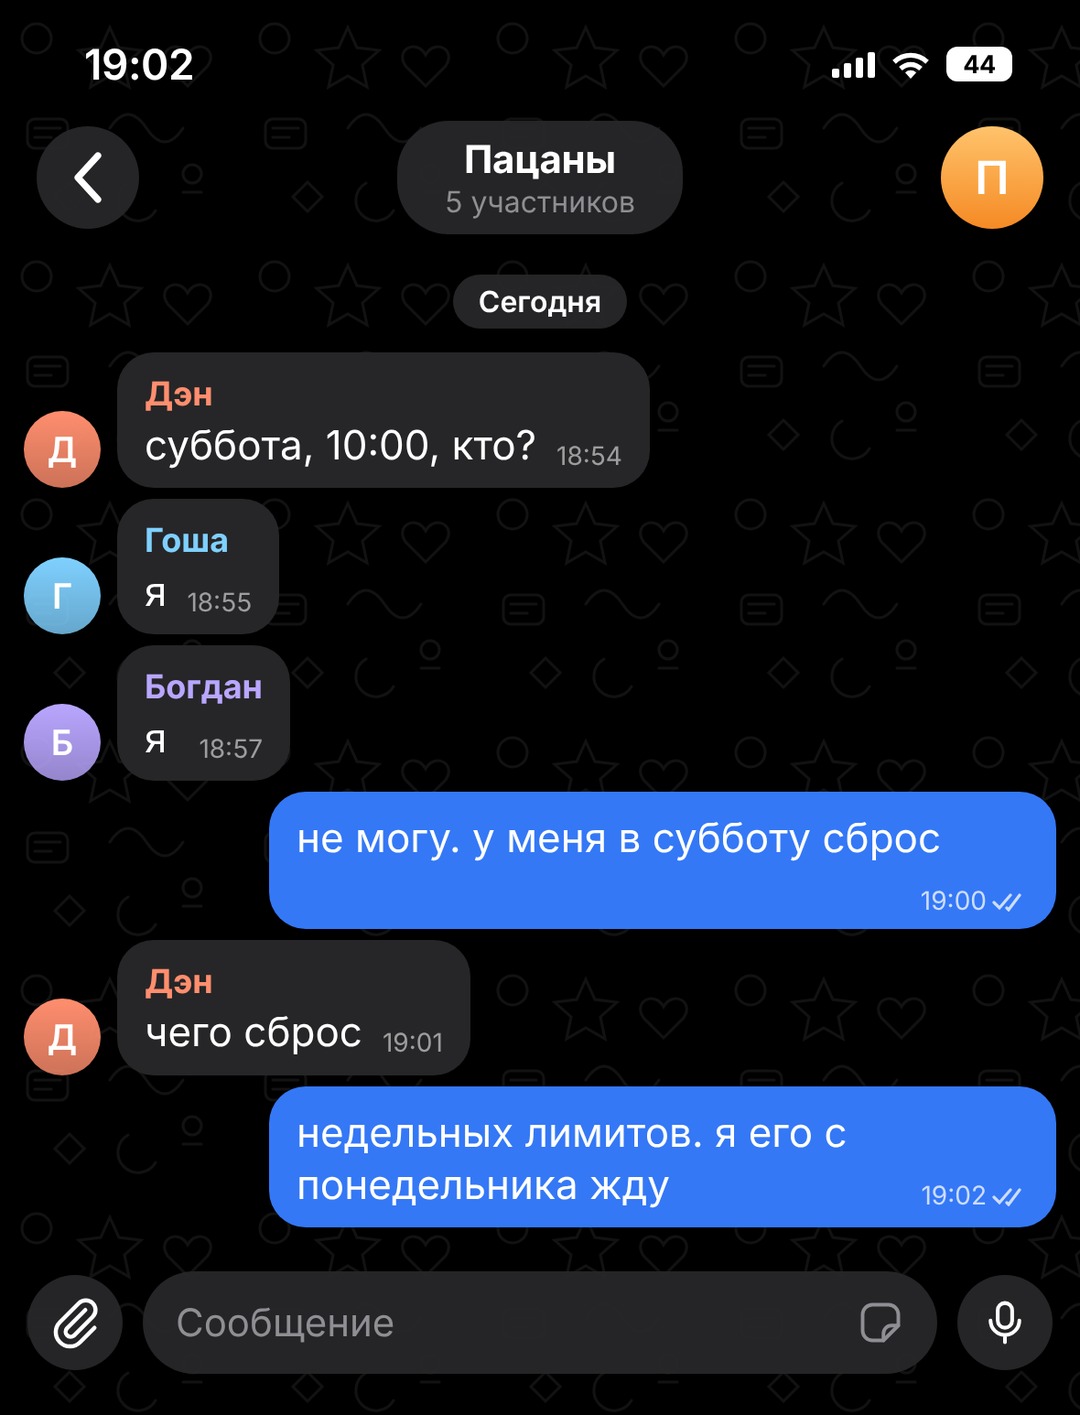 19:02
44
Пацаны
5 участников
П
Сегодня
Дэн
суббота, 10:00, кто? 18:54
Д
Гоша
я 18:55
Г
Богдан
я 18:57
Б
не могу. у меня в субботу сброс
19:00
Дэн
чего сброс 19:01
Д
недельных лимитов. я его с
понедельника жду 19:02
Сообщение